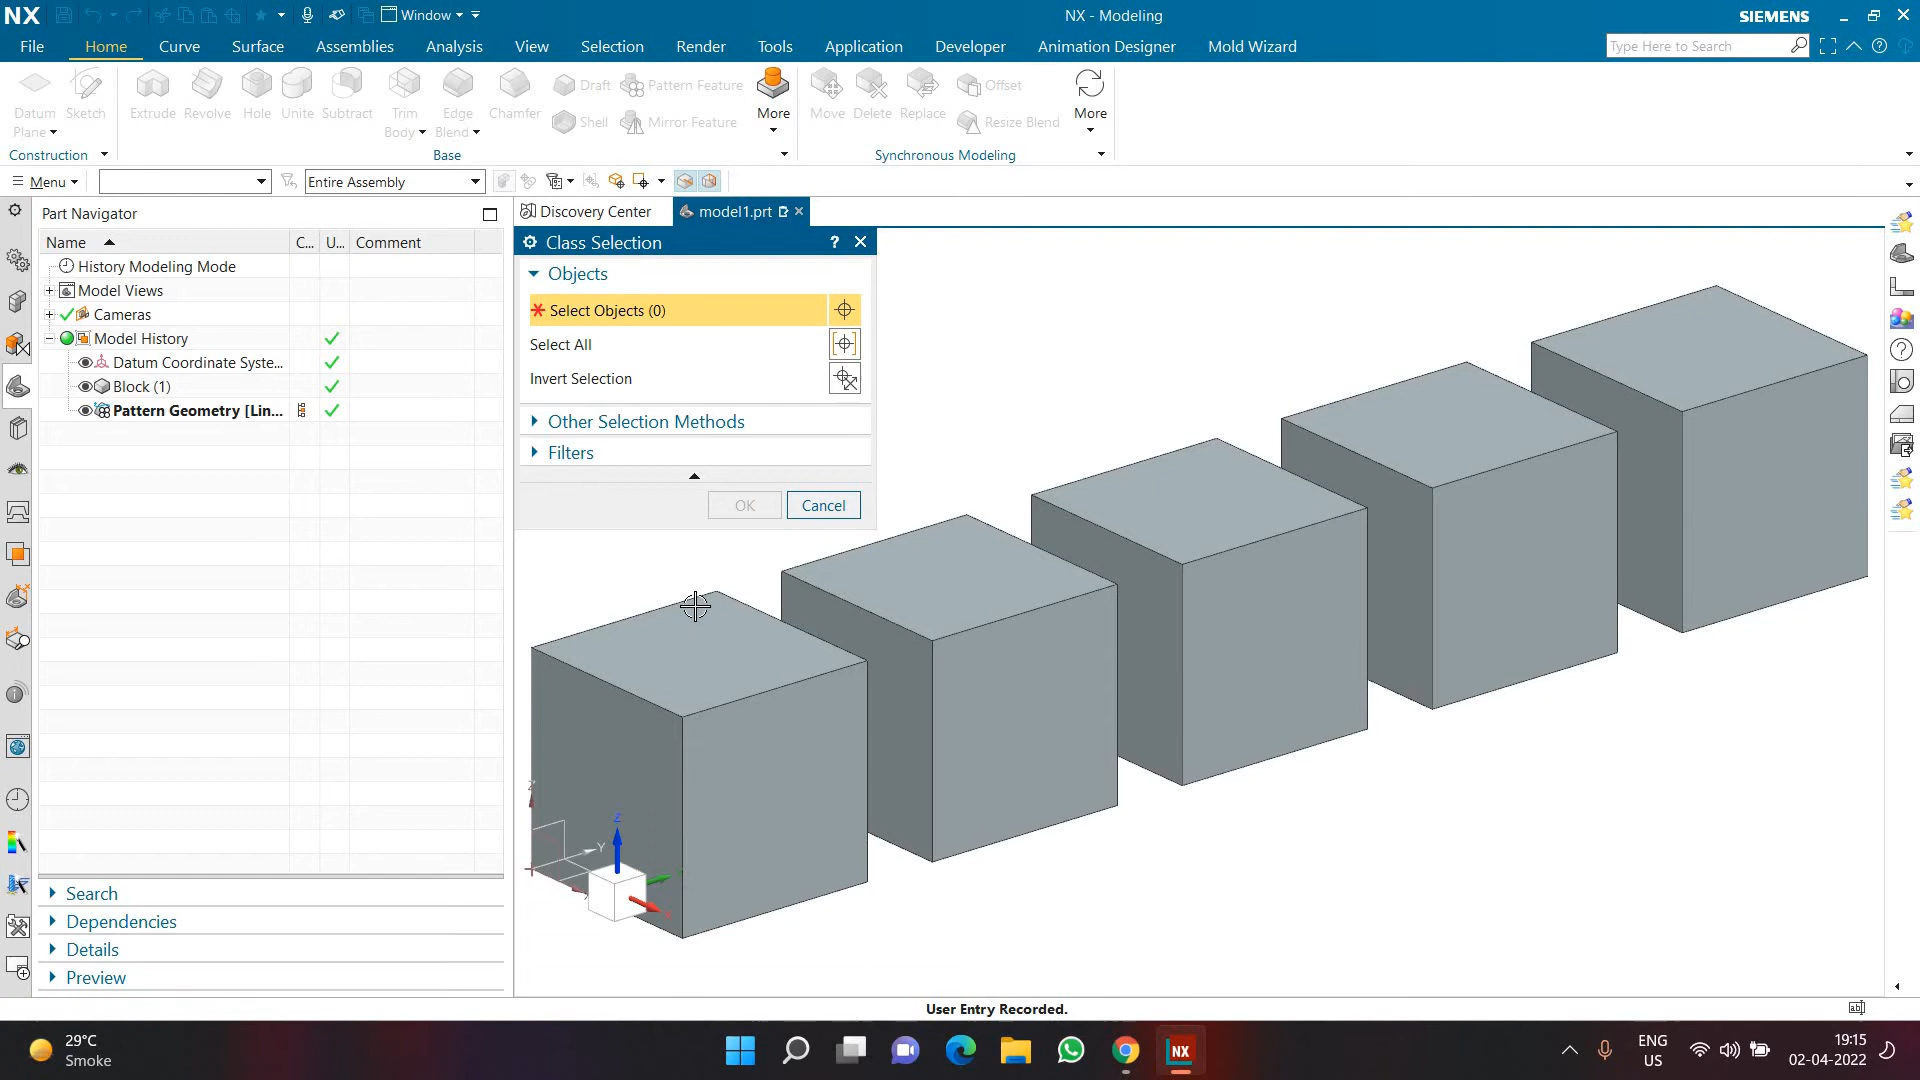 NX
Window
NX - Modeling
SIEMENS
File
Home
Curve
Surface
Assemblies
Analysis
View
Selection
Render
Tools
Application
Developer
Animation Designer
Mold Wizard
Type Here to Search
Datum Plane
Sketch
Extrude
Revolve
Hole
Unite
Subtract
Trim Body
Edge Blend
Chamfer
Draft
Shell
Pattern Feature
Mirror Feature
More
Move
Delete
Replace
Offset
Resize Blend
More
Construction
Base
Synchronous Modeling
Menu
Entire Assembly
Part Navigator
Discovery Center
model1.prt
Name
C...
U...
Comment
History Modeling Mode
Model Views
Cameras
Model History
Datum Coordinate Syste...
Block (1)
Pattern Geometry [Lin...
Search
Dependencies
Details
Preview
Class Selection
?
Objects
Select Objects (0)
Select All
Invert Selection
Other Selection Methods
Filters
OK
Cancel
Z
Y
Z
X
User Entry Recorded.
29°C
Smoke
NX
ENG
US
19:15
02-04-2022